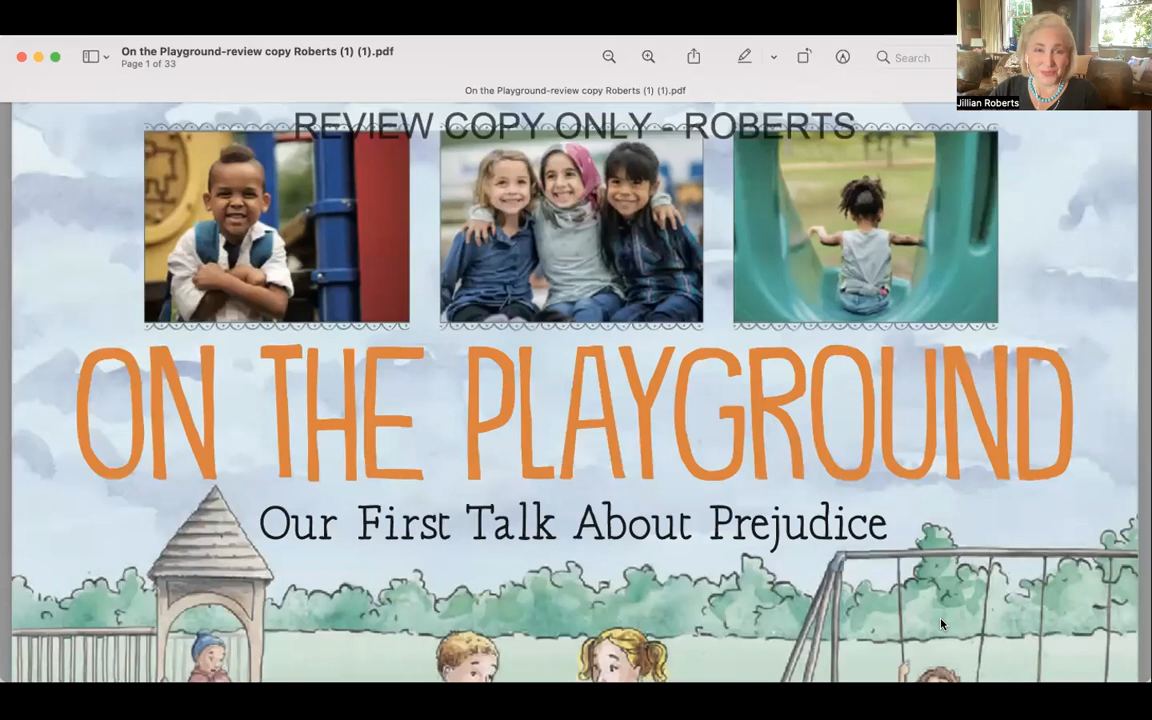 On the Playground-review copy Roberts (1) (1).pdf
Page 1 of 33
Search
On the Playground-review copy Roberts (1) (1).pdf
Jillian Roberts
REVIEW COPY ONLY - ROBERTS
ON THE PLAYGROUND
Our First Talk About Prejudice